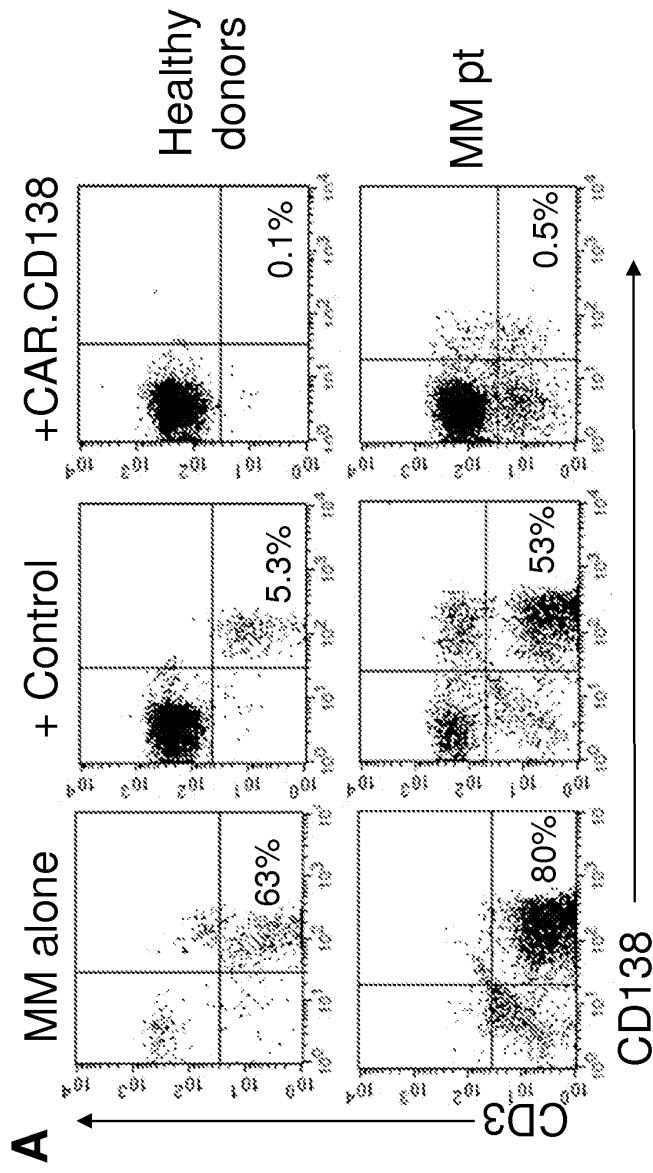 A
MM alone
+ Control
+CAR.CD138
Healthy
donors
63%
5.3%
0.1%
MM pt
80%
53%
0.5%
CD3
CD138